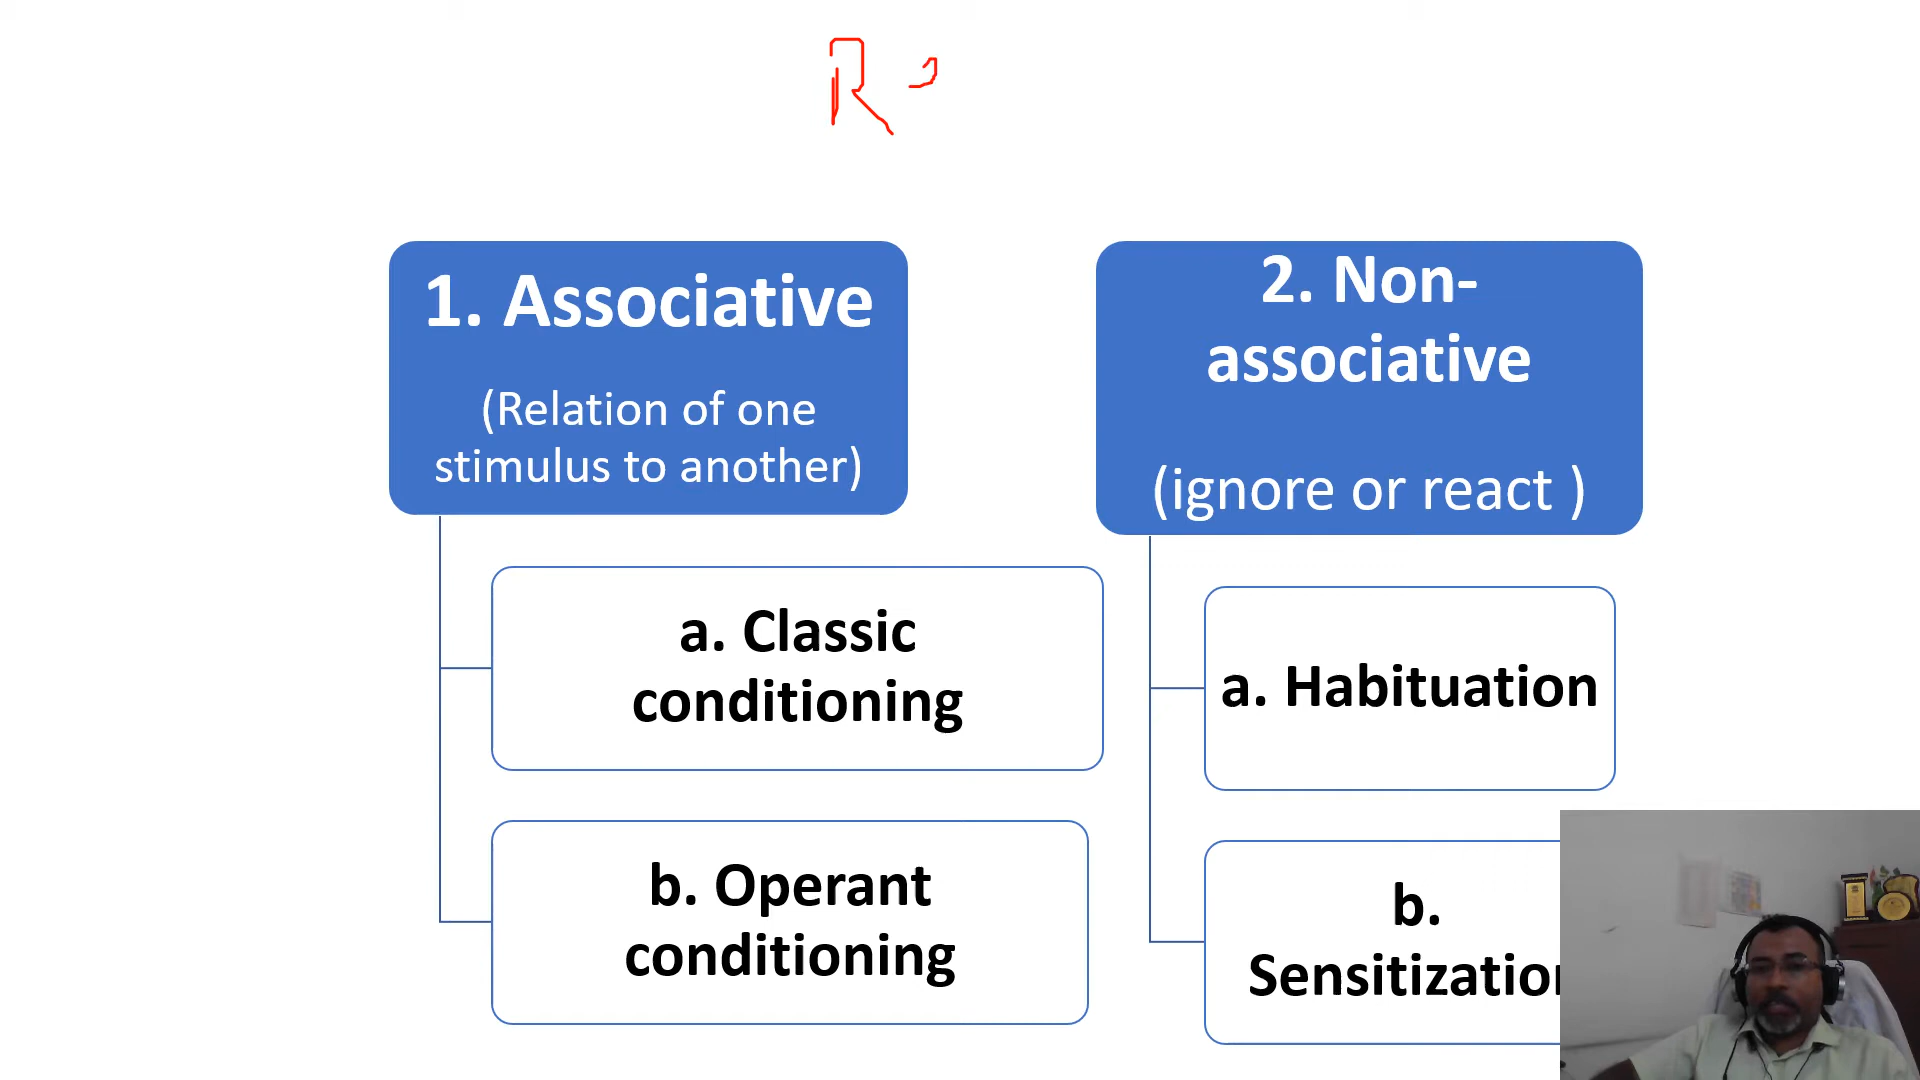 R
1. Associative
(Relation of one
stimulus to another)
a. Classic
conditioning
b. Operant
conditioning
2. Non-
associative
(ignore or react )
a. Habituation
b.
Sensitization